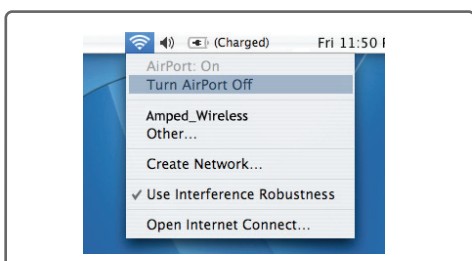 (Charged) Fri 11:50
AirPort: On
Turn AirPort Off
Amped_Wireless
Other...
Create Network...
✓ Use Interference Robustness
Open Internet Connect...